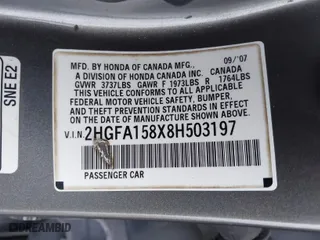 SNE E2
MFD. BY HONDA OF CANADA MFG.,
A DIVISION OF HONDA CANADA INC. CANADA 09/'07
GVWR 3737LBS GAWR F 1973LBS R 1764LBS
THIS VEHICLE CONFORMS TO ALL APPLICABLE
FEDERAL MOTOR VEHICLE SAFETY, BUMPER,
AND THEFT PREVENTION STANDARDS IN EFFECT
ON THE DATE OF MANUFACTURE SHOWN ABOVE.
V.I.N. 2HGFA158X8H503197
PASSENGER CAR
© DREAMBID